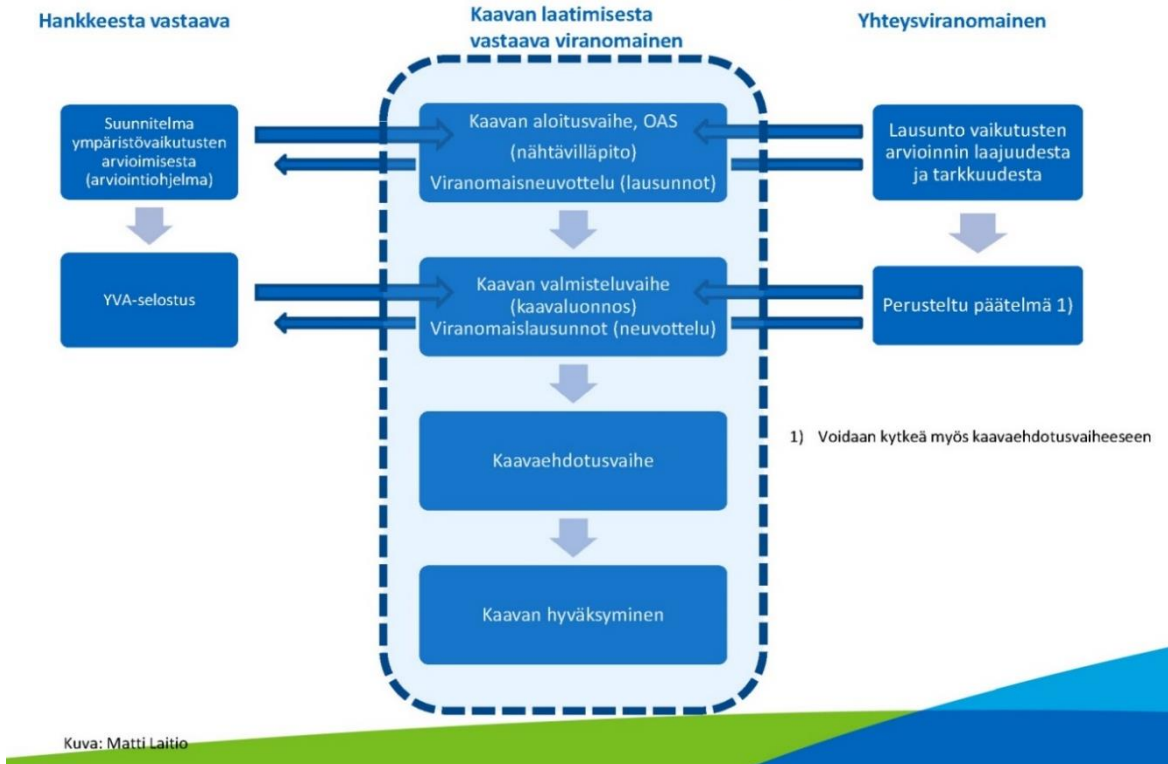 Hankkeesta vastaava
Kaavan laatimisesta
vastaava viranomainen
Yhteysviranomainen
Suunnitelma
ympäristövaikutusten
arvioimisesta
(arviointiohjelma)
Kaavan aloitusvaihe, OAS
(nähtävilläpito)
Viranomaisneuvottelu (lausunnot)
Lausunto vaikutusten
arvioinnin laajuudesta
ja tarkkuudesta
YVA-selostus
Kaavan valmisteluvaihe
(kaavaluonnos)
Viranomaislausunnot (neuvottelu)
Perusteltu päätelmä 1)
Kaavaehdotusvaihe
1) Voidaan kytkeä myös kaavaehdotusvaiheeseen
Kaavan hyväksyminen
Kuva: Matti Laitio